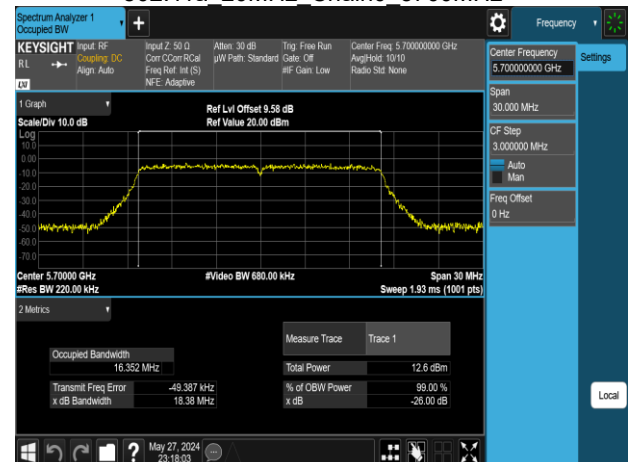 Spectrum Analyzer 1
Occupied BW
+
Frequency
KEYSIGHT
RL
LXI
Input: RF
Coupling: DC
Align: Auto
Input Z: 50 Ω
Corr CCorr RCal
Freq Ref: Int (S)
NFE: Adaptive
Atten: 30 dB
µW Path: Standard
Trig: Free Run
Gate: Off
#IF Gain: Low
Center Freq: 5.700000000 GHz
Avg|Hold: 10/10
Radio Std: None
Center Frequency
5.700000000 GHz
Settings
Span
30.000 MHz
CF Step
3.000000 MHz
Auto
Man
Freq Offset
0 Hz
Local
1 Graph
Scale/Div 10.0 dB
Ref Lvl Offset 9.58 dB
Ref Value 20.00 dBm
Log
10.0
0.00
-10.0
-20.0
-30.0
-40.0
-50.0
-60.0
-70.0
Center 5.70000 GHz
#Video BW 680.00 kHz
Span 30 MHz
#Res BW 220.00 kHz
Sweep 1.93 ms (1001 pts)
2 Metrics
Measure Trace
Trace 1
Occupied Bandwidth
16.352 MHz
Total Power
12.6 dBm
Transmit Freq Error
-49.387 kHz
% of OBW Power
99.00 %
x dB Bandwidth
18.38 MHz
x dB
-26.00 dB
?
May 27, 2024
23:18:03